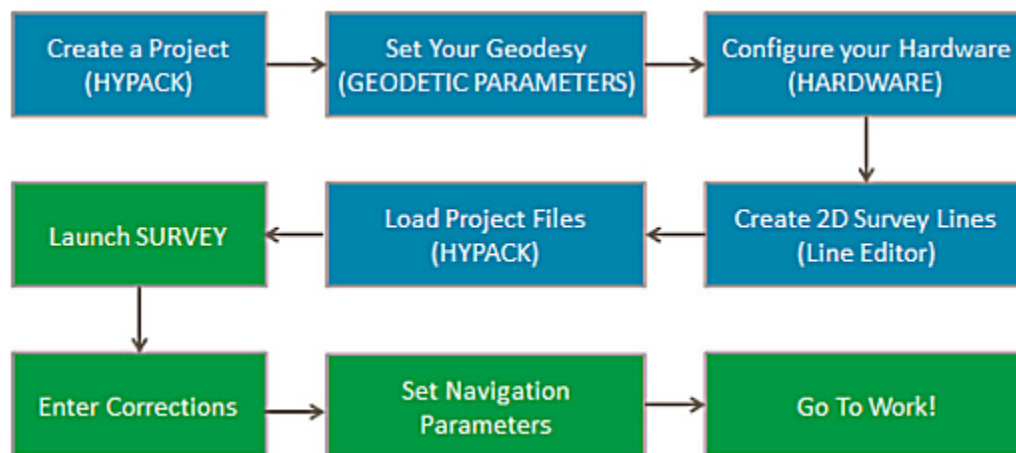 Create a Project
(HYPACK)
Set Your Geodesy
(GEODETIC PARAMETERS)
Configure your Hardware
(HARDWARE)
Create 2D Survey Lines
(Line Editor)
Load Project Files
(HYPACK)
Launch SURVEY
Enter Corrections
Set Navigation
Parameters
Go To Work!